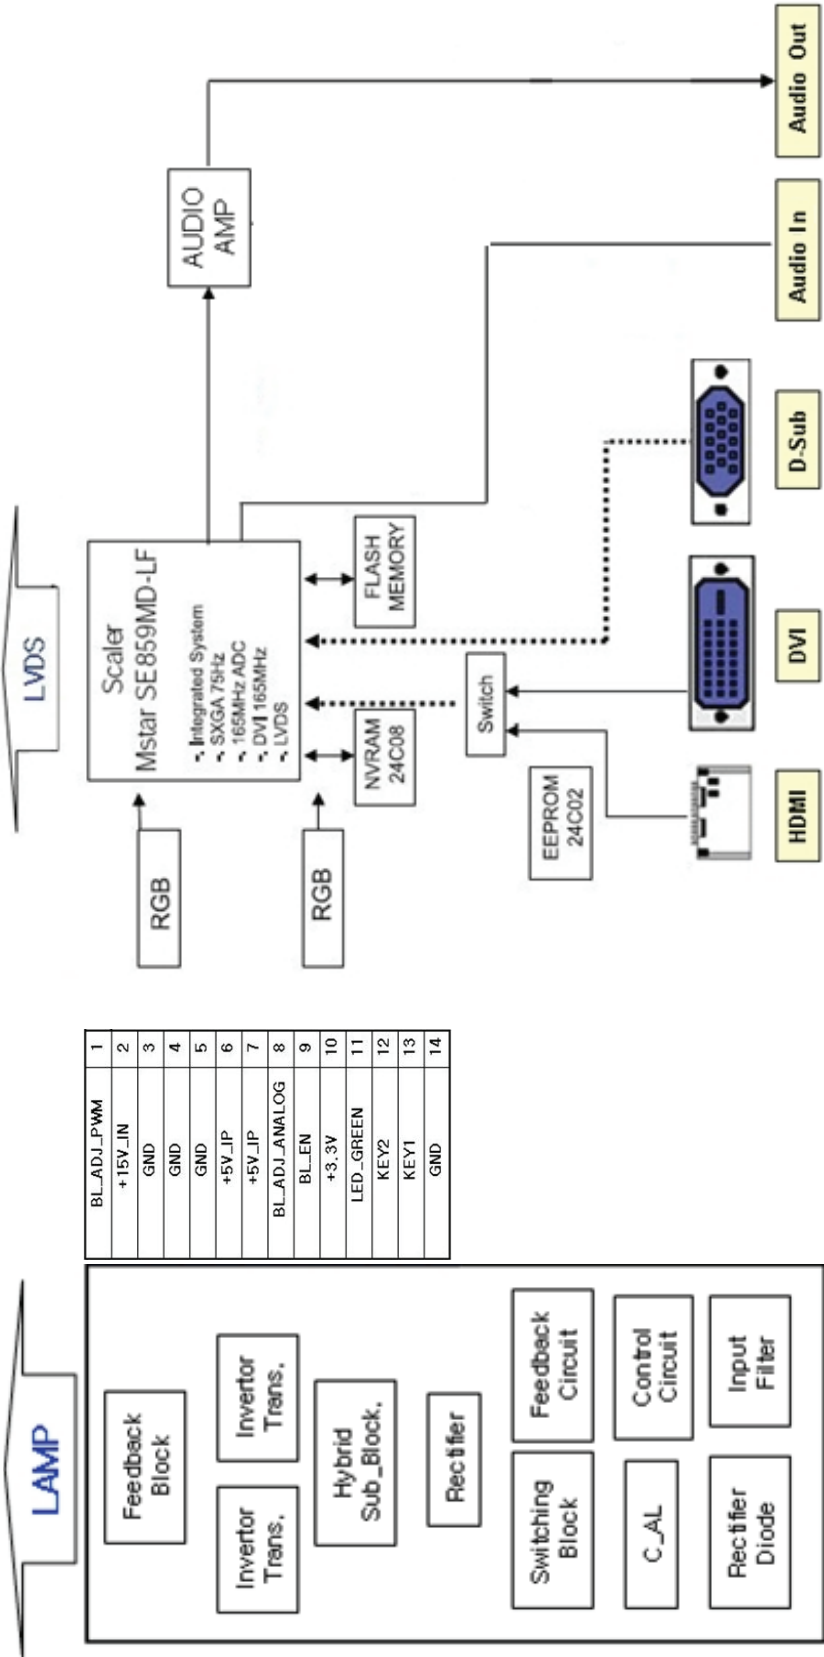 LAMP
Feedback
Block
Invertor
Trans.
Invertor
Trans.
Hybrid
Sub_Block.
Rectifier
Switching
Block
Feedback
Circuit
C_AL
Control
Circuit
Rectifier
Diode
Input
Filter
BL_ADJ_PWM 1
+15V_IN 2
GND 3
GND 4
GND 5
+5V_IP 6
+5V_IP 7
BL_ADJ_ANALOG 8
BL_EN 9
+3.3V 10
LED_GREEN 11
KEY2 12
KEY1 13
GND 14
LVDS
RGB
RGB
Scaler
Mstar SE859MD-LF
-. Integrated System
-. SXGA 75Hz
-. 165MHz ADC
-. DVI 165MHz
-. LVDS
AUDIO
AMP
NVRAM
24C08
FLASH
MEMORY
Switch
EEPROM
24C02
HDMI
DVI
D-Sub
Audio In
Audio Out